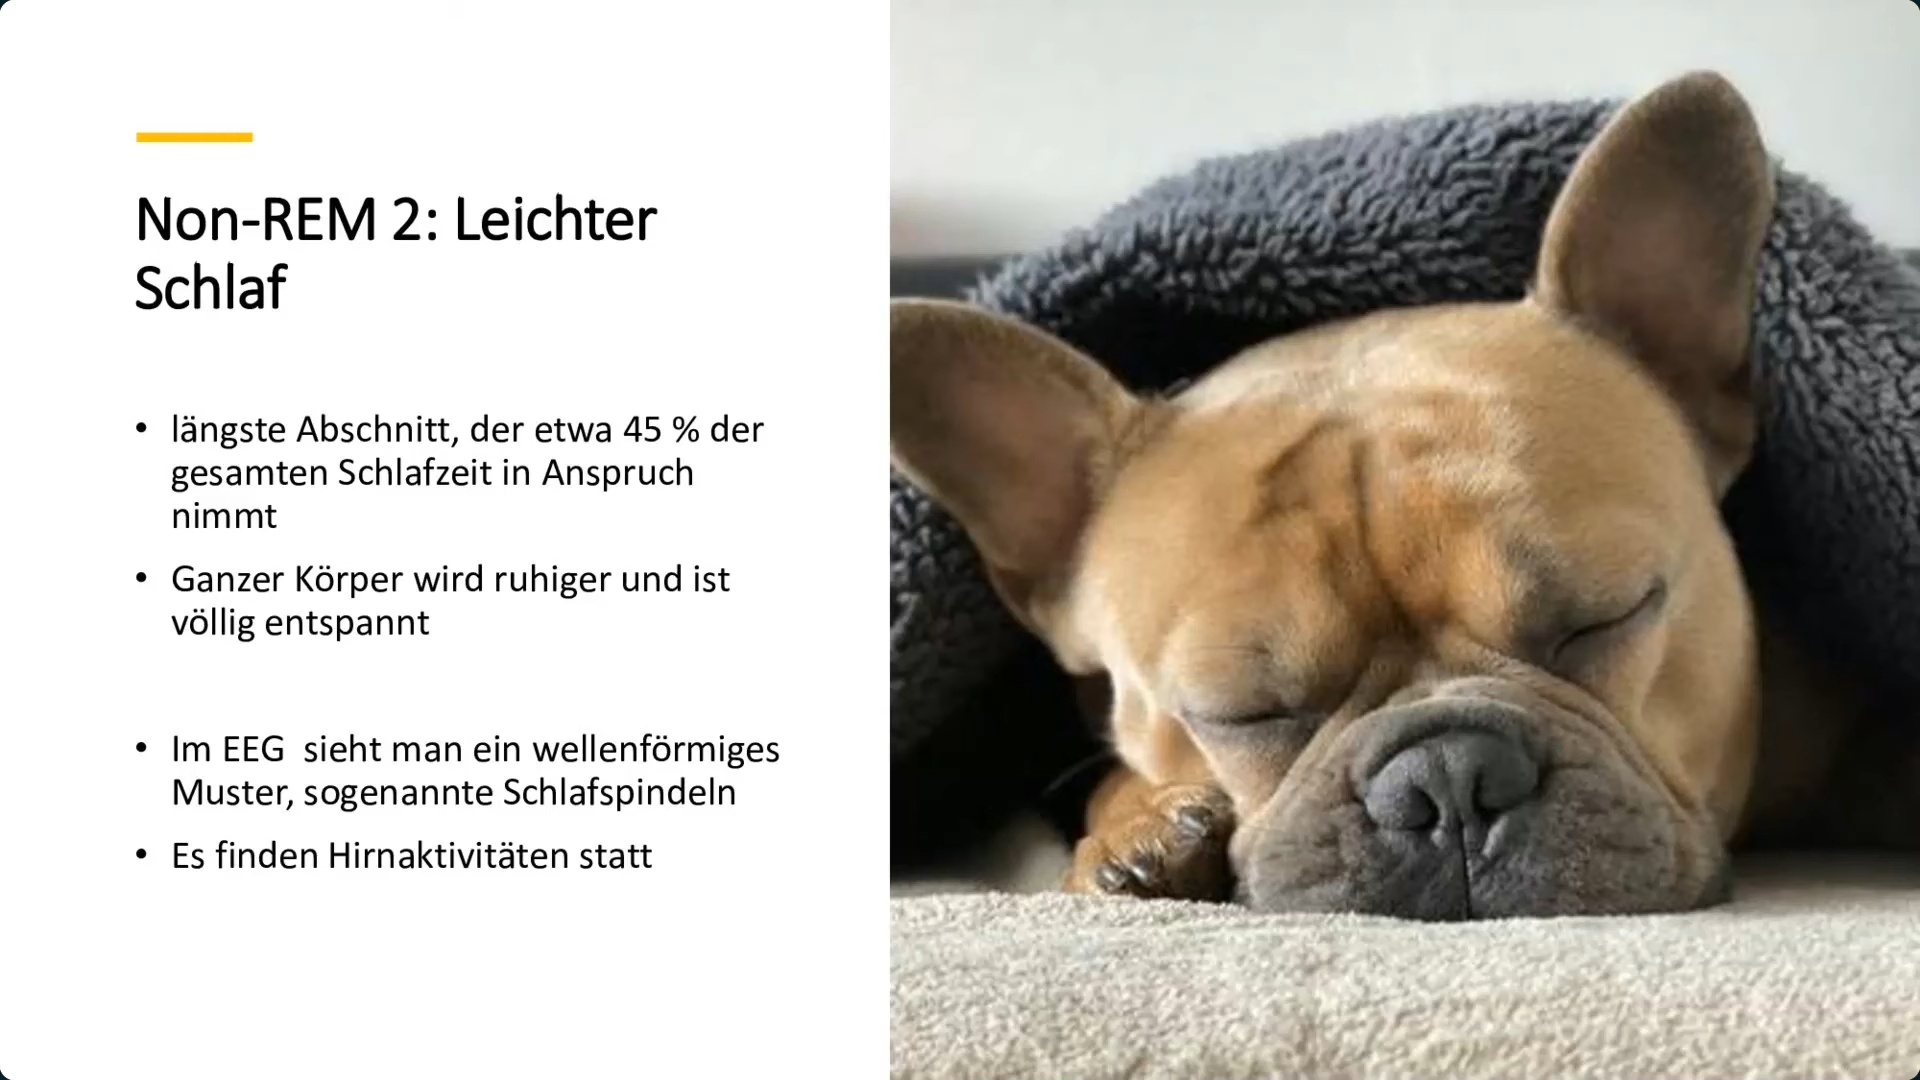 Non-REM 2: Leichter
Schlaf
• längste Abschnitt, der etwa 45 % der
gesamten Schlafzeit in Anspruch
nimmt
• Ganzer Körper wird ruhiger und ist
völlig entspannt
• Im EEG  sieht man ein wellenförmiges
Muster, sogenannte Schlafspindeln
• Es finden Hirnaktivitäten statt